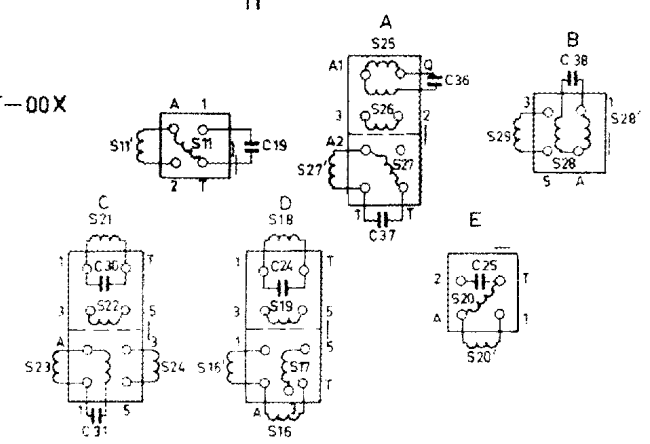 A
S25
A1 Q
C36
S26
3 2
A2
S27' S27
1 T
C37
B
C38
3 1
S28'
S29
S28
5 A
-00X
A 1
S11' S11 C19
2 T
C
S21
1 T
C30
S22
3 5
A 3
S23 S24
1 5
C31
D
S18
1 T
C24
S19
3 5
1 5
S16' S17
T
A 3
S16
E
C25
2 T
S20
A 1
S20'